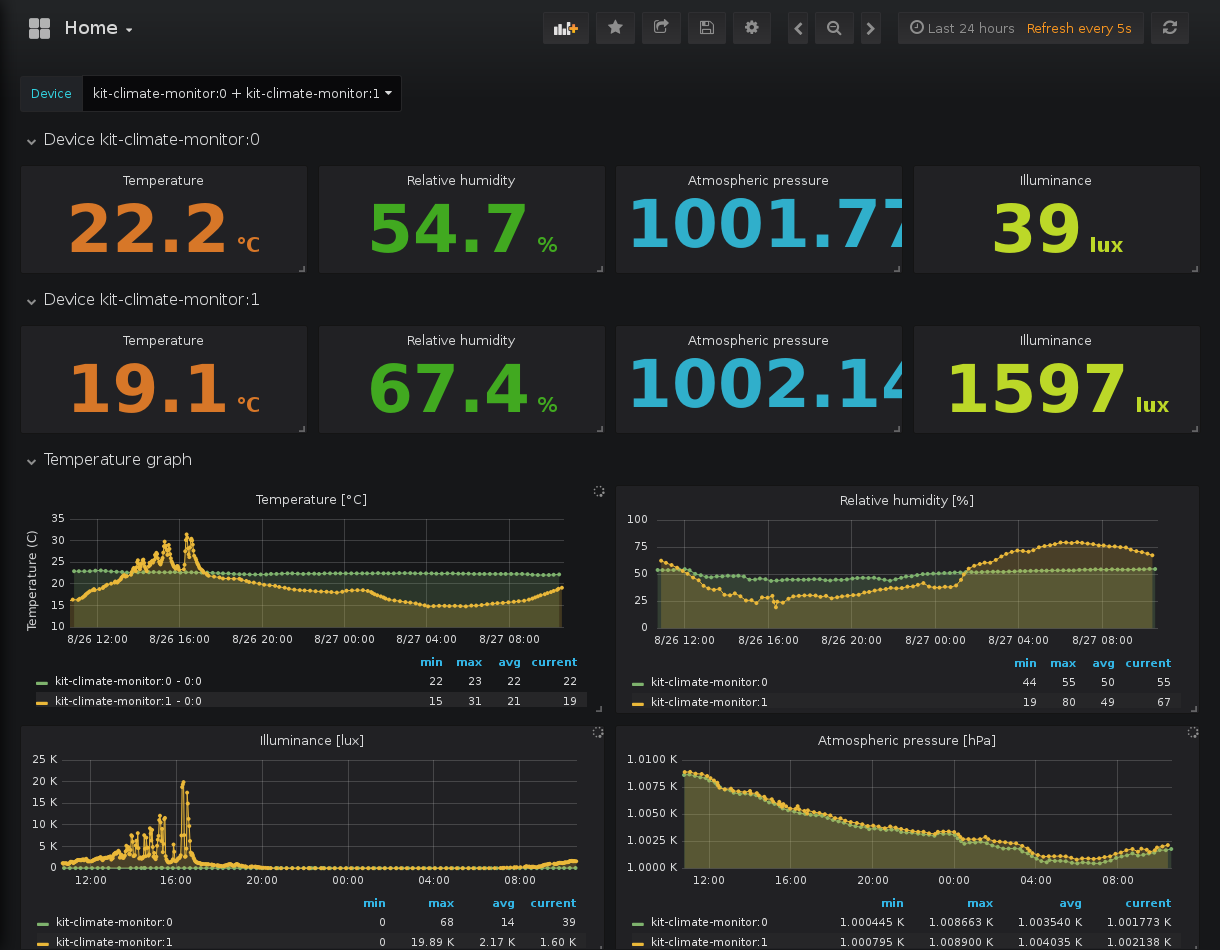 Home
Last 24 hours Refresh every 5s
Device kit-climate-monitor:0 + kit-climate-monitor:1
Device kit-climate-monitor:0
Temperature Relative humidity Atmospheric pressure Illuminance
22.2 °C 54.7 % 1001.77 39 lux
Device kit-climate-monitor:1
Temperature Relative humidity Atmospheric pressure Illuminance
19.1 °C 67.4 % 1002.14 1597 lux
Temperature graph
Temperature [°C]
Temperature (C)
35
30
25
20
15
10
8/26 12:00 8/26 16:00 8/26 20:00 8/27 00:00 8/27 04:00 8/27 08:00
min max avg current
kit-climate-monitor:0 - 0:0 22 23 22 22
kit-climate-monitor:1 - 0:0 15 31 21 19
Relative humidity [%]
100
75
50
25
0
8/26 12:00 8/26 16:00 8/26 20:00 8/27 00:00 8/27 04:00 8/27 08:00
min max avg current
kit-climate-monitor:0 44 55 50 55
kit-climate-monitor:1 19 80 49 67
Illuminance [lux]
25 K
20 K
15 K
10 K
5 K
0
12:00 16:00 20:00 00:00 04:00 08:00
min max avg current
kit-climate-monitor:0 0 68 14 39
kit-climate-monitor:1 0 19.89 K 2.17 K 1.60 K
Atmospheric pressure [hPa]
1.0100 K
1.0075 K
1.0050 K
1.0025 K
1.0000 K
12:00 16:00 20:00 00:00 04:00 08:00
min max avg current
kit-climate-monitor:0 1.000445 K 1.008663 K 1.003540 K 1.001773 K
kit-climate-monitor:1 1.000795 K 1.008900 K 1.004035 K 1.002138 K